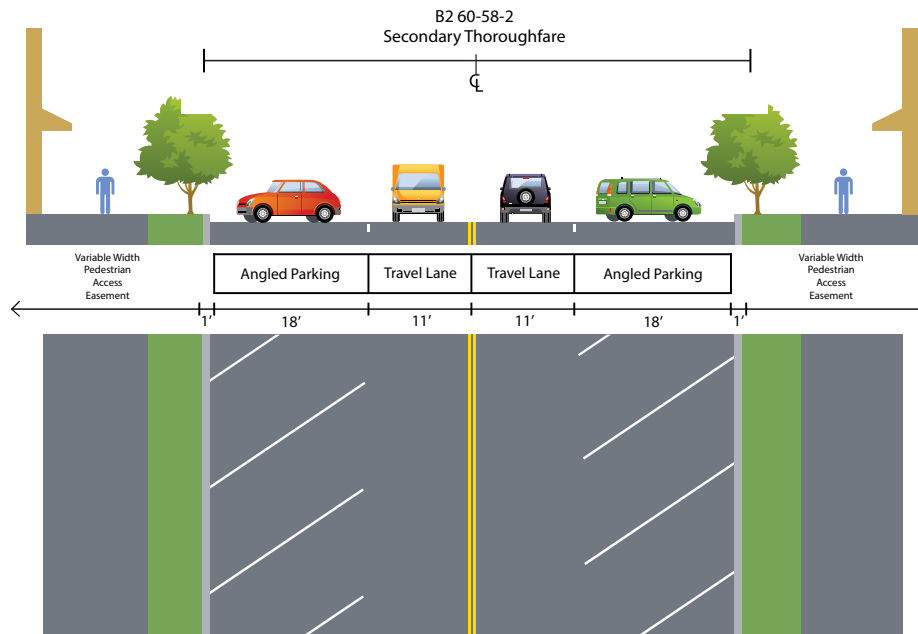 B2 60-58-2
Secondary Thoroughfare
℄
Variable Width
Pedestrian
Access
Easement
Angled Parking
Travel Lane
Travel Lane
Angled Parking
Variable Width
Pedestrian
Access
Easement
1’
18’
11’
11’
18’
1’